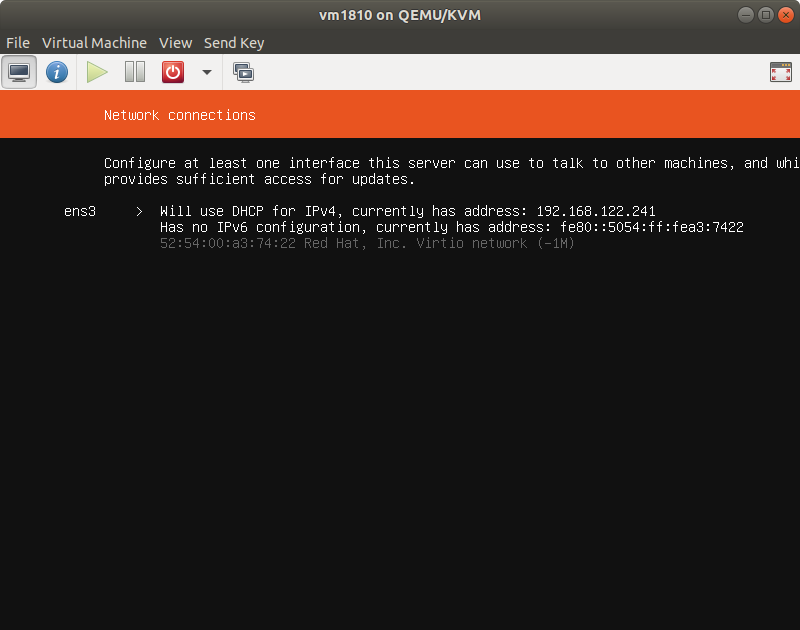 vm1810 on QEMU/KVM
File Virtual Machine View Send Key
Network connections
Configure at least one interface this server can use to talk to other machines, and whi
provides sufficient access for updates.
ens3 > Will use DHCP for IPv4, currently has address: 192.168.122.241
Has no IPv6 configuration, currently has address: fe80::5054:ff:fea3:7422
52:54:00:a3:74:22 Red Hat, Inc. Virtio network (-1M)